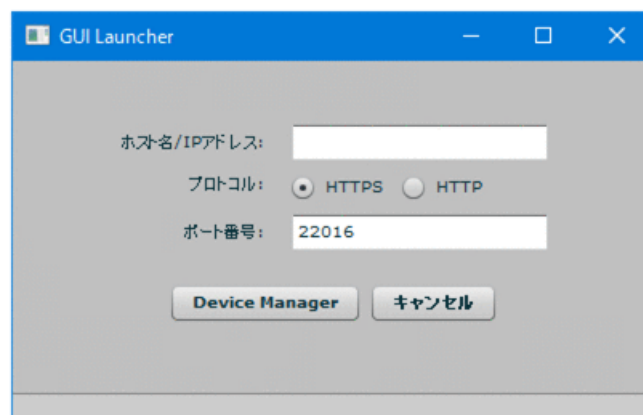 GUI Launcher
ホスト名/IPアドレス:
プロトコル: HTTPS HTTP
ポート番号: 22016
Device Manager キャンセル